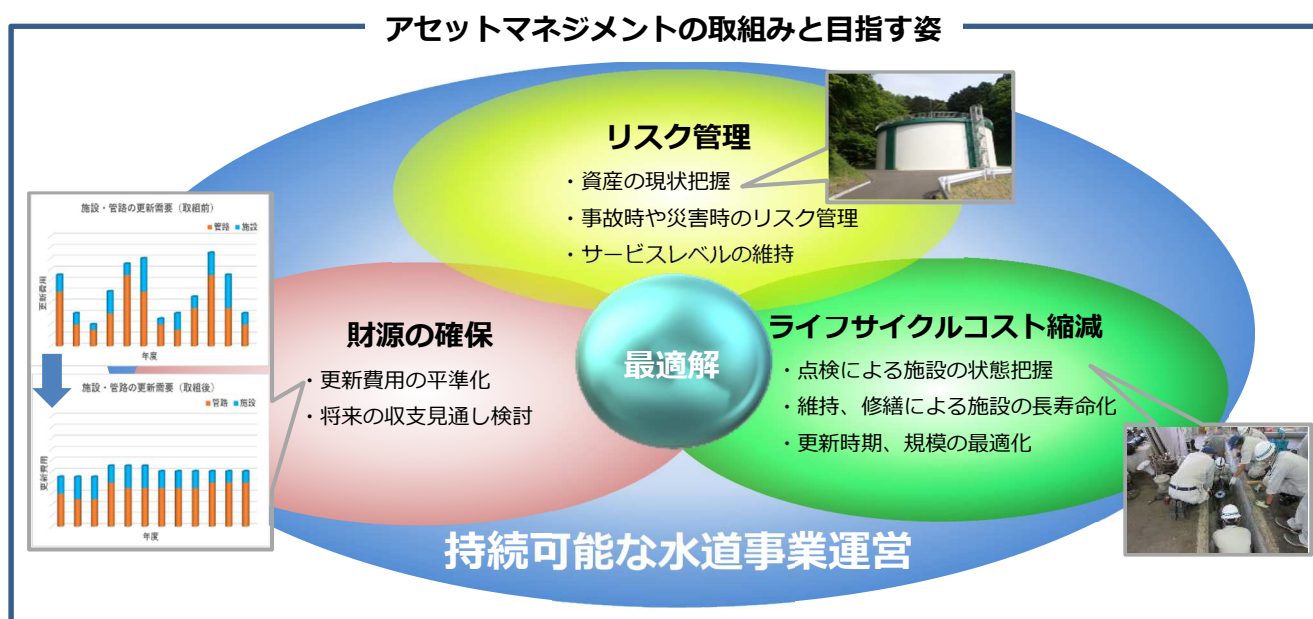 アセットマネジメントの取組みと目指す姿
リスク管理
・資産の現状把握
・事故時や災害時のリスク管理
・サービスレベルの維持
施設・管路の更新需要（取組前）
■管路 ■施設
更新費用
年度
施設・管路の更新需要（取組後）
■管路 ■施設
更新費用
年度
財源の確保
・更新費用の平準化
・将来の収支見通し検討
最適解
ライフサイクルコスト縮減
・点検による施設の状態把握
・維持、修繕による施設の長寿命化
・更新時期、規模の最適化
持続可能な水道事業運営